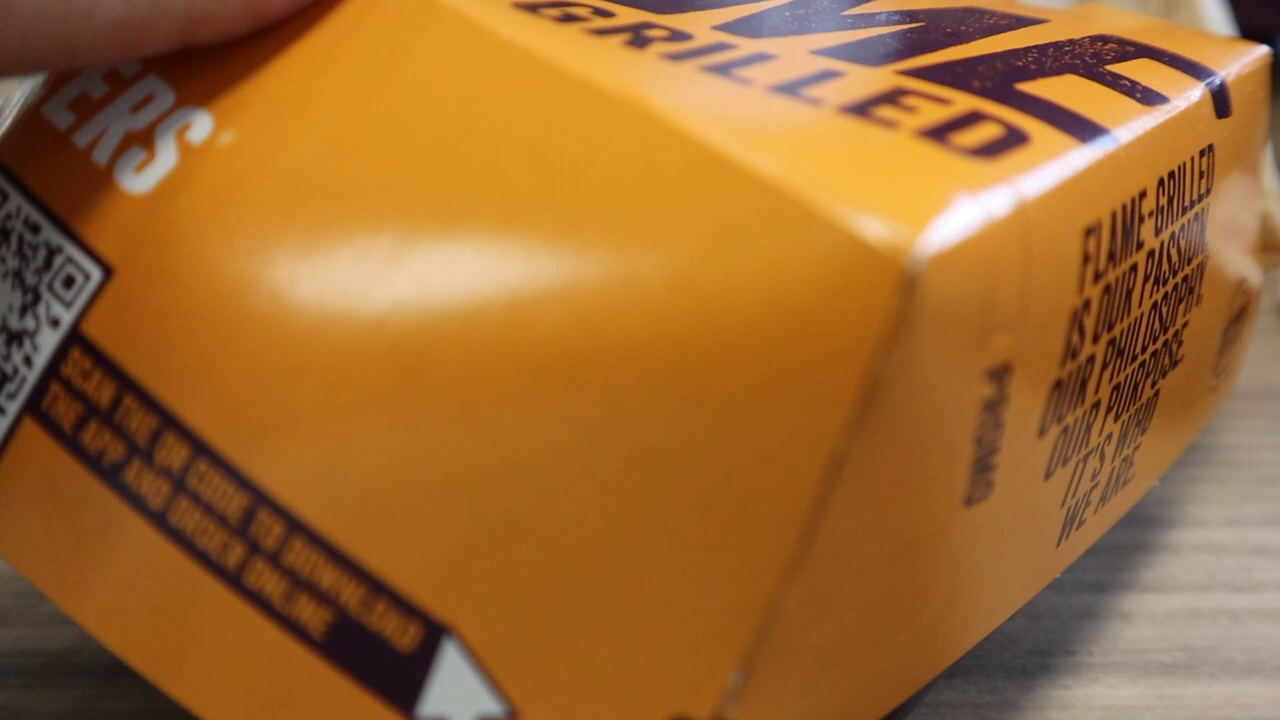 GRILLED
ERS
SCAN THE QR CODE TO DOWNLOAD
THE APP AND ORDER ONLINE
PROMO
FLAME-GRILLED
IS OUR PASSION,
OUR PHILOSOPHY,
OUR PURPOSE
IT'S WHO
WE ARE